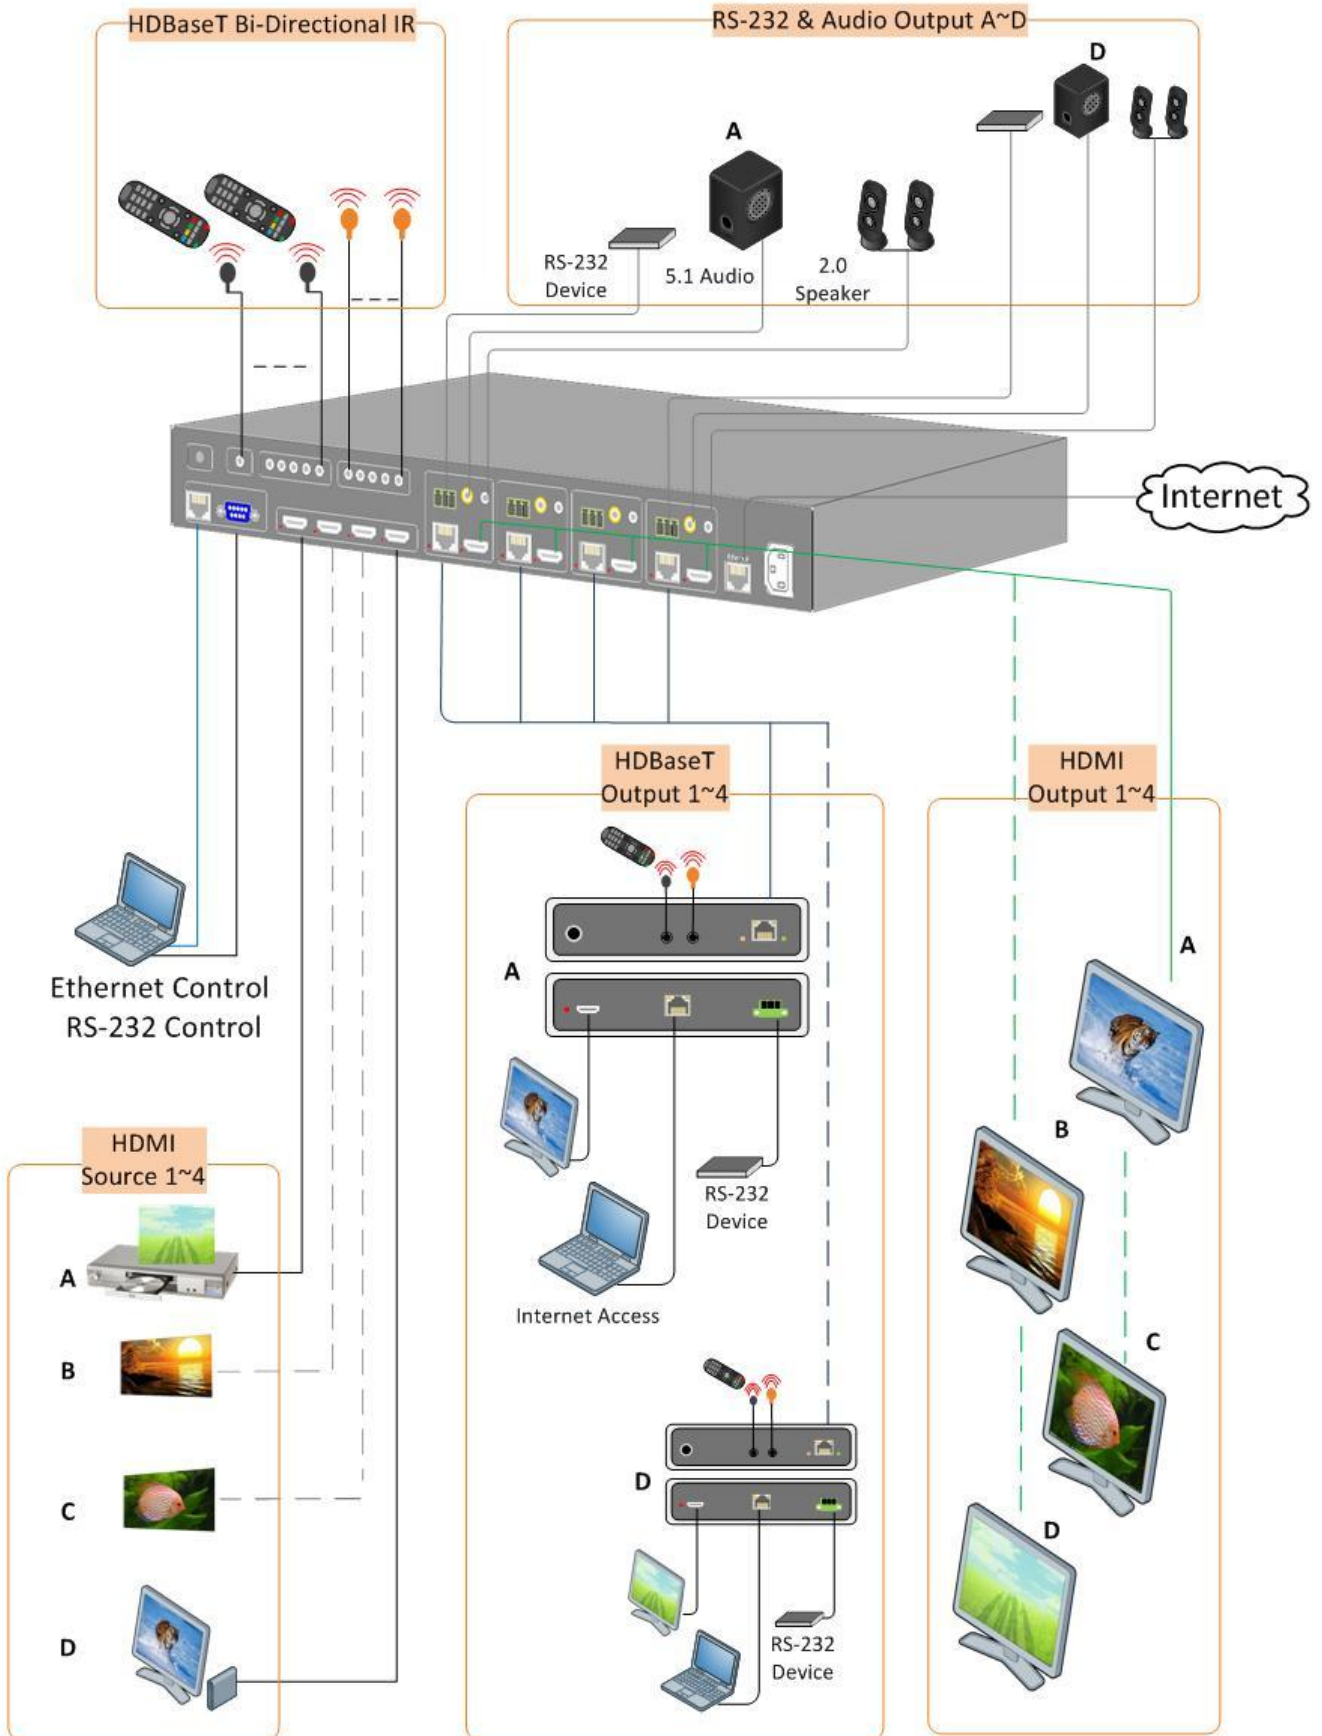 HDBaseT Bi-Directional IR
RS-232 & Audio Output A~D
D
A
RS-232
Device
5.1 Audio
2.0
Speaker
Internet
HDBaseT
Output 1~4
HDMI
Output 1~4
Ethernet Control
RS-232 Control
A
RS-232
Device
Internet Access
D
RS-232
Device
A
B
C
D
HDMI
Source 1~4
A
B
C
D